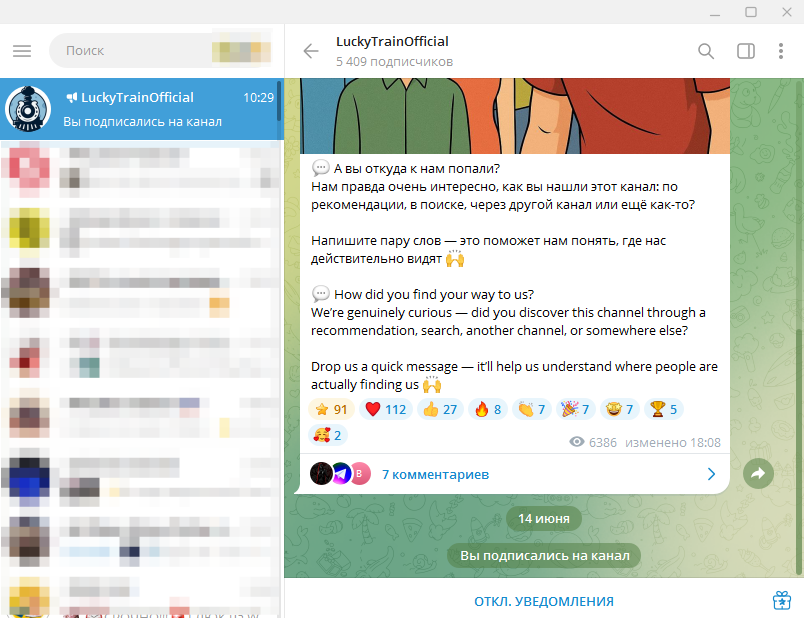 Поиск
LuckyTrainOfficial
10:29
Вы подписались на канал
LuckyTrainOfficial
5 409 подписчиков
💬 А вы откуда к нам попали?
Нам правда очень интересно, как вы нашли этот канал: по
рекомендации, в поиске, через другой канал или ещё как-то?
Напишите пару слов — это поможет нам понять, где нас
действительно видят 🙌
💬 How did you find your way to us?
We’re genuinely curious — did you discover this channel through a
recommendation, search, another channel, or somewhere else?
Drop us a quick message — it’ll help us understand where people are
actually finding us 🙌
⭐ 91 ❤️ 112 👍 27 🔥 8 👏 7 🎉 7 🤩 7 🏆 5
🥰 2
6386 изменено 18:08
В
7 комментариев
14 июня
Вы подписались на канал
ОТКЛ. УВЕДОМЛЕНИЯ